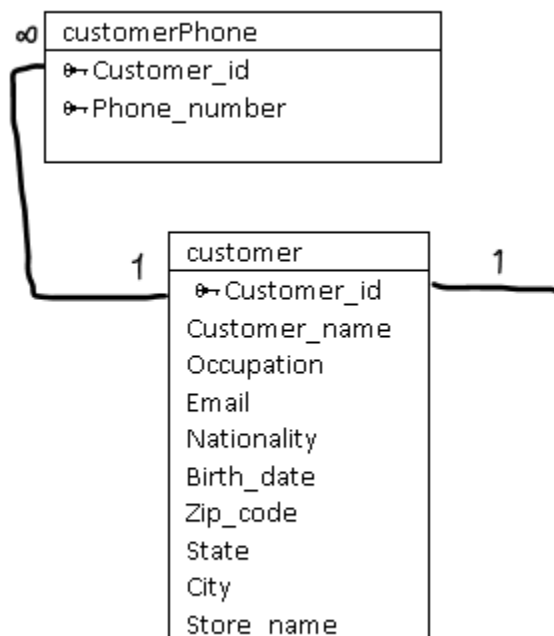 ∞
customerPhone
Customer_id
Phone_number
1
1
customer
Customer_id
Customer_name
Occupation
Email
Nationality
Birth_date
Zip_code
State
City
Store_name